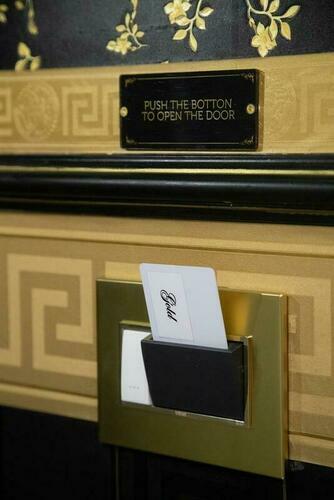 PUSH THE BOTTON
TO OPEN THE DOOR
Gold